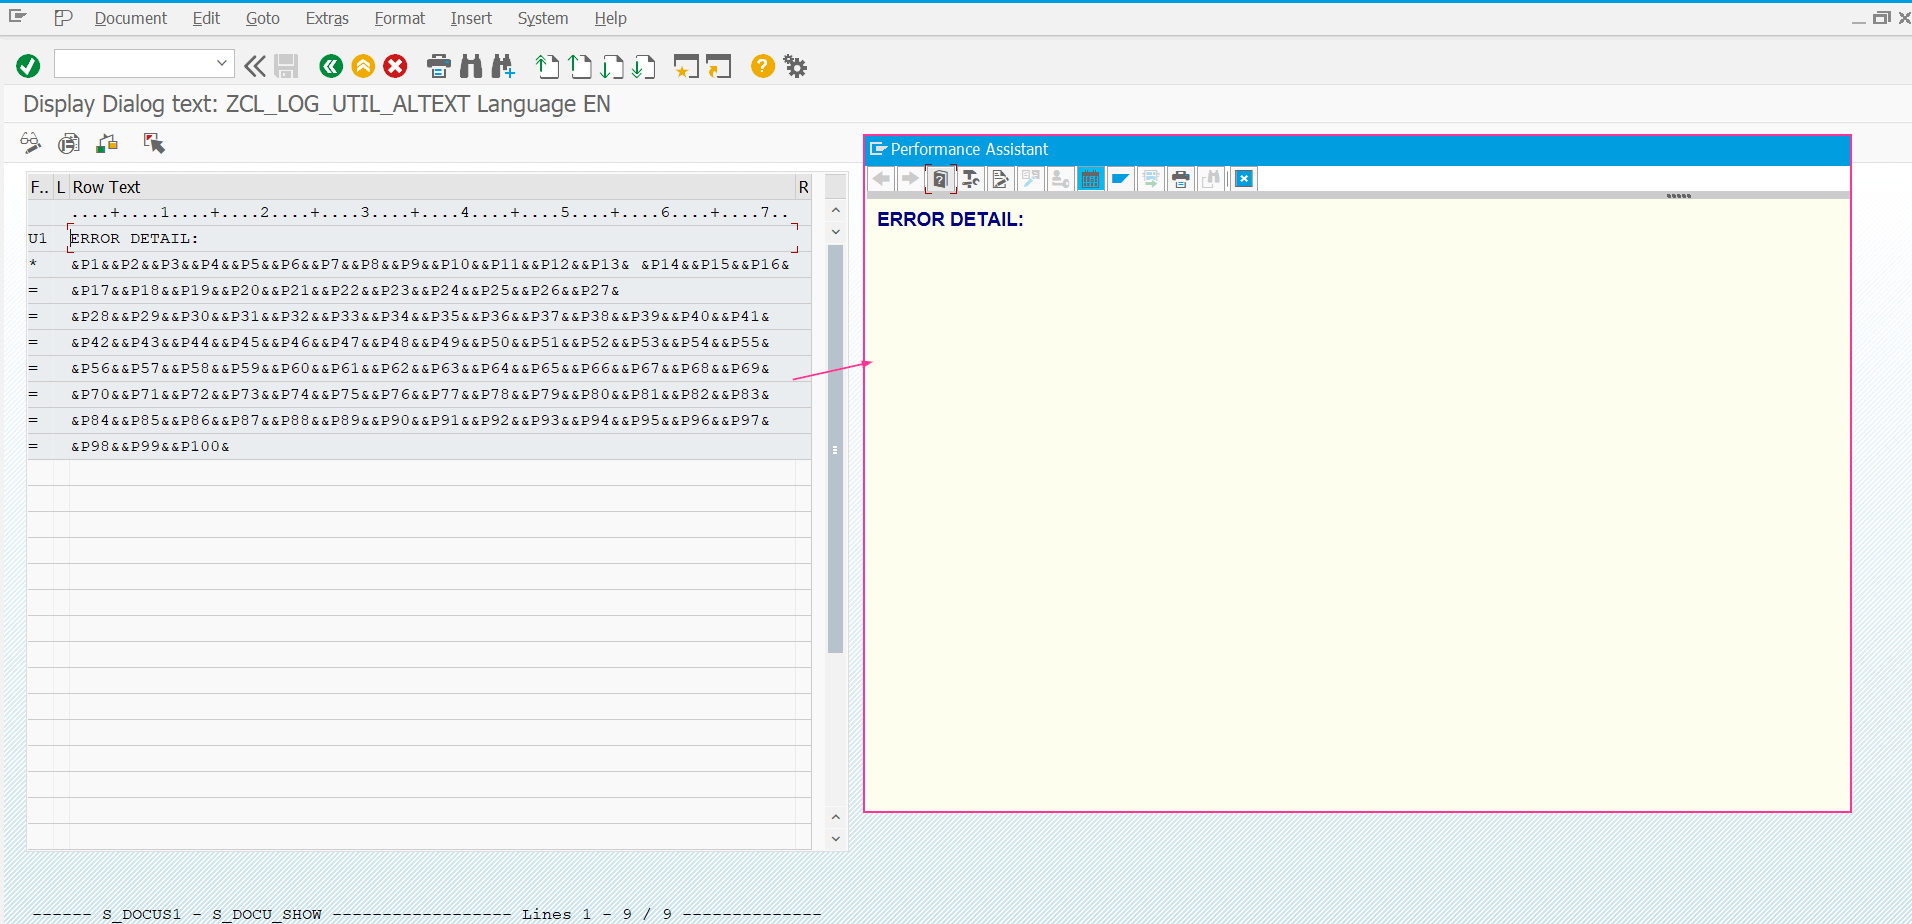 Document Edit Goto Extras Format Insert System Help
Display Dialog text: ZCL_LOG_UTIL_ALTEXT Language EN
F.. L Row Text R
....+....1....+....2....+....3....+....4....+....5....+....6....+....7..
U1 ERROR DETAIL:
* &P1&&P2&&P3&&P4&&P5&&P6&&P7&&P8&&P9&&P10&&P11&&P12&&P13& &P14&&P15&&P16&
= &P17&&P18&&P19&&P20&&P21&&P22&&P23&&P24&&P25&&P26&&P27&
= &P28&&P29&&P30&&P31&&P32&&P33&&P34&&P35&&P36&&P37&&P38&&P39&&P40&&P41&
= &P42&&P43&&P44&&P45&&P46&&P47&&P48&&P49&&P50&&P51&&P52&&P53&&P54&&P55&
= &P56&&P57&&P58&&P59&&P60&&P61&&P62&&P63&&P64&&P65&&P66&&P67&&P68&&P69&
= &P70&&P71&&P72&&P73&&P74&&P75&&P76&&P77&&P78&&P79&&P80&&P81&&P82&&P83&
= &P84&&P85&&P86&&P87&&P88&&P89&&P90&&P91&&P92&&P93&&P94&&P95&&P96&&P97&
= &P98&&P99&&P100&
------ S_DOCUS1 - S_DOCU_SHOW ------------------ Lines 1 - 9 / 9 --------------
Performance Assistant
ERROR DETAIL: